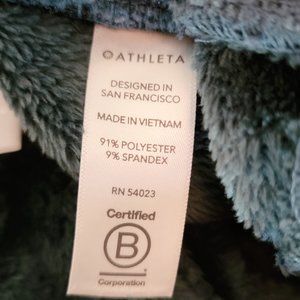 ATHLETA
DESIGNED IN
SAN FRANCISCO
MADE IN VIETNAM
91% POLYESTER
9% SPANDEX
RN 54023
Certified
B
Corporation